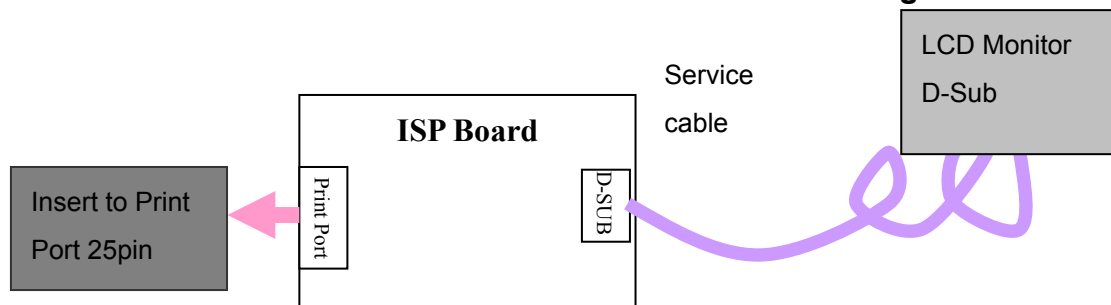 LCD Monitor
D-Sub
Service
cable
ISP Board
Print Port
D-SUB
Insert to Print
Port 25pin